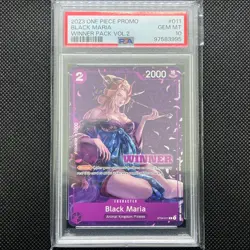 2023 ONE PIECE PROMO #011
BLACK MARIA GEM MT
WINNER PACK VOL.2 10
PSA
97583995
2 2000
WINNER
CHARACTER
Black Maria
Animal Kingdom Pirates